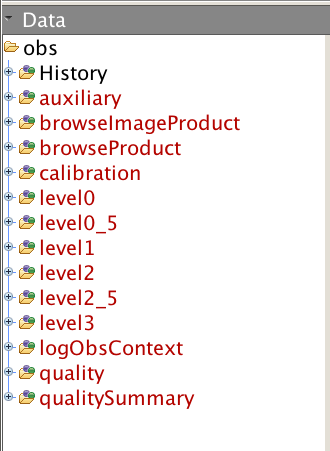 Data
obs
History
auxiliary
browseImageProduct
browseProduct
calibration
level0
level0_5
level1
level2
level2_5
level3
logObsContext
quality
qualitySummary